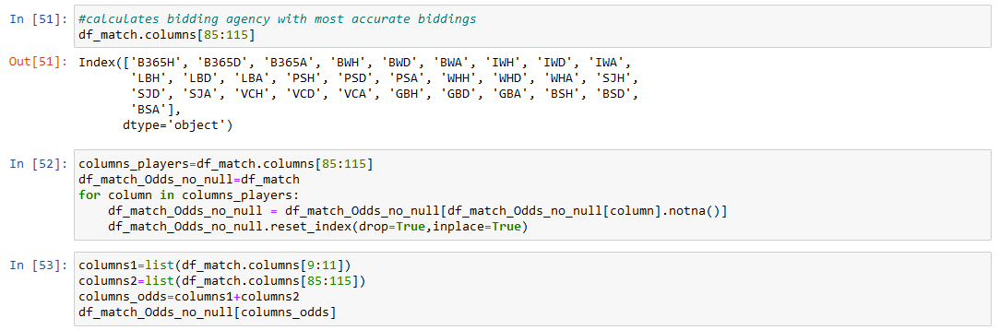 In [51]: #calculates bidding agency with most accurate biddings
df_match.columns[85:115]
Out[51]: Index(['B365H', 'B365D', 'B365A', 'BWH', 'BWD', 'BWA', 'IWH', 'IWD', 'IWA',
'LBH', 'LBD', 'LBA', 'PSH', 'PSD', 'PSA', 'WHH', 'WHD', 'WHA', 'SJH',
'SJD', 'SJA', 'VCH', 'VCD', 'VCA', 'GBH', 'GBD', 'GBA', 'BSH', 'BSD',
'BSA'],
dtype='object')
In [52]: columns_players=df_match.columns[85:115]
df_match_Odds_no_null=df_match
for column in columns_players:
df_match_Odds_no_null = df_match_Odds_no_null[df_match_Odds_no_null[column].notna()]
df_match_Odds_no_null.reset_index(drop=True,inplace=True)
In [53]: columns1=list(df_match.columns[9:11])
columns2=list(df_match.columns[85:115])
columns_odds=columns1+columns2
df_match_Odds_no_null[columns_odds]